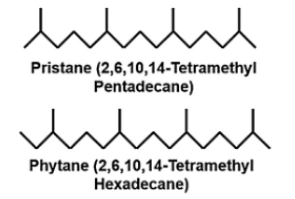 Pristane (2,6,10,14-Tetramethyl
Pentadecane)
Phytane (2,6,10,14-Tetramethyl
Hexadecane)